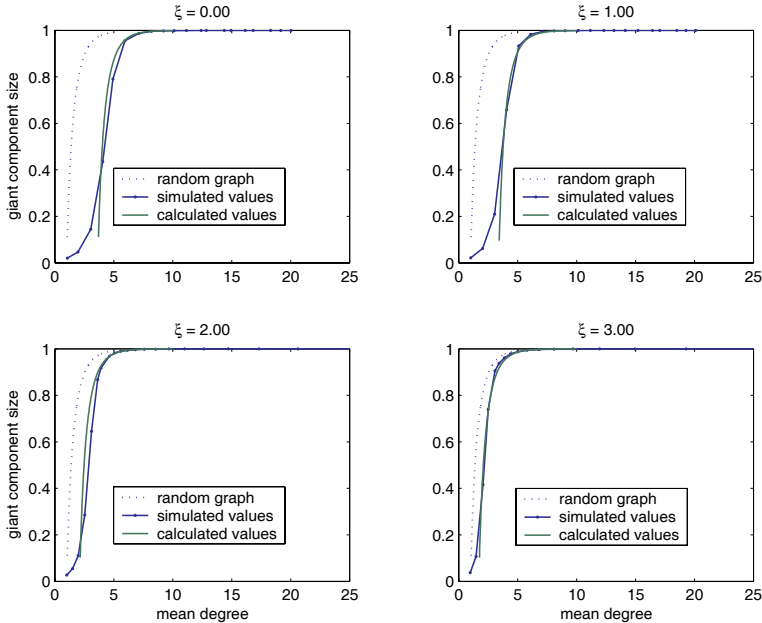 ξ = 0.00
1
0.8
0.6
0.4
0.2
0
giant component size
random graph
simulated values
calculated values
0 5 10 15 20 25
ξ = 1.00
1
0.8
0.6
0.4
0.2
0
random graph
simulated values
calculated values
0 5 10 15 20 25
ξ = 2.00
1
0.8
0.6
0.4
0.2
0
giant component size
random graph
simulated values
calculated values
0 5 10 15 20 25
mean degree
ξ = 3.00
1
0.8
0.6
0.4
0.2
0
random graph
simulated values
calculated values
0 5 10 15 20 25
mean degree